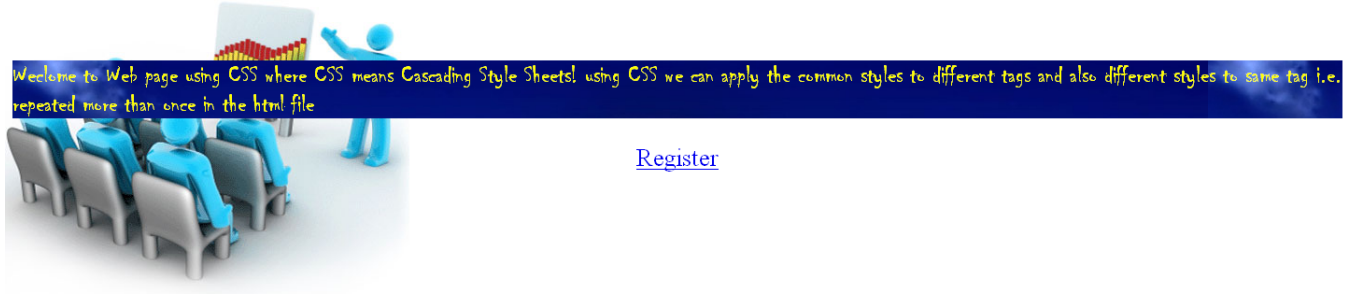 Weclome to Web page using CSS where CSS means Cascading Style Sheets! using CSS we can apply the common styles to different tags and also different styles to same tag i.e.
repeated more than once in the html file
Register